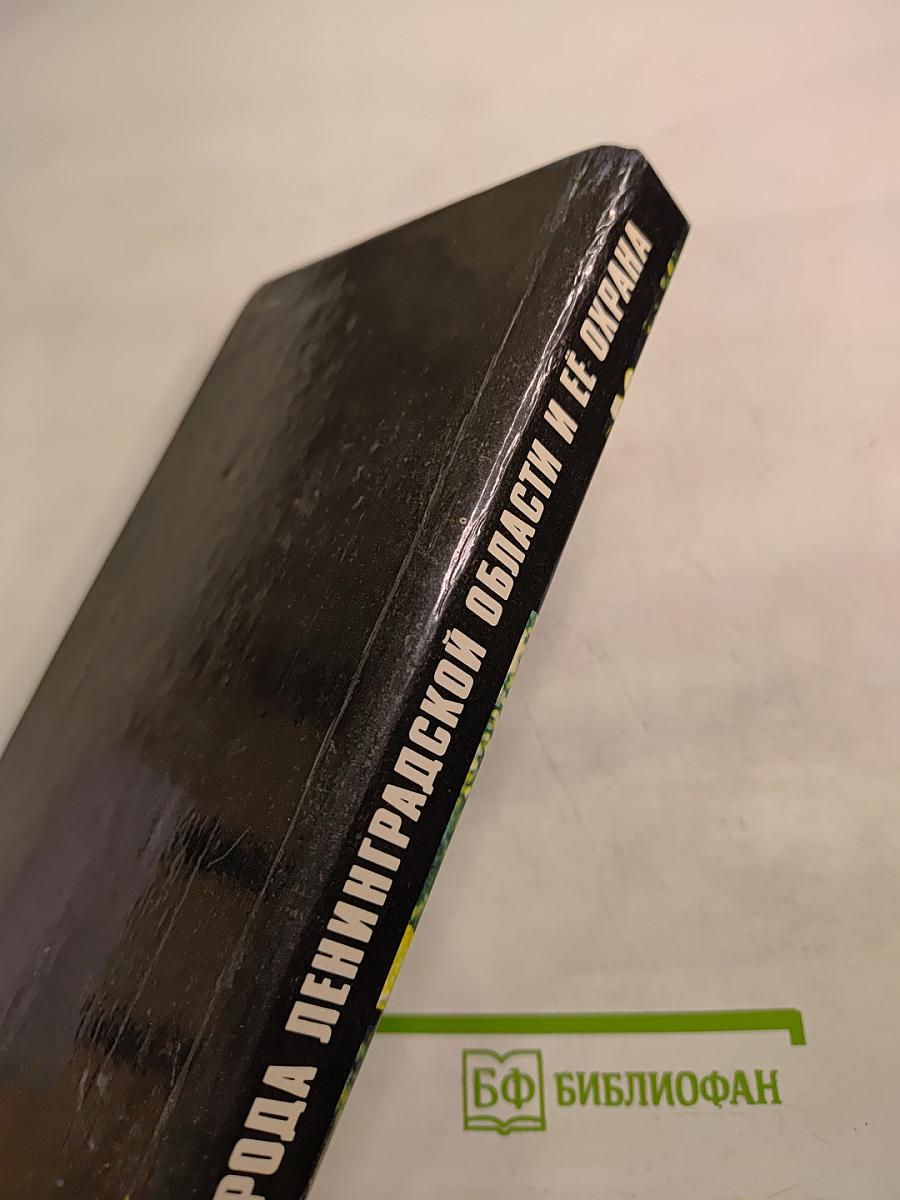 РОДА ЛЕНИНГРАДСКОЙ ОБЛАСТИ И ЕЁ ОХРАНА
БФ БИБЛИОФАН